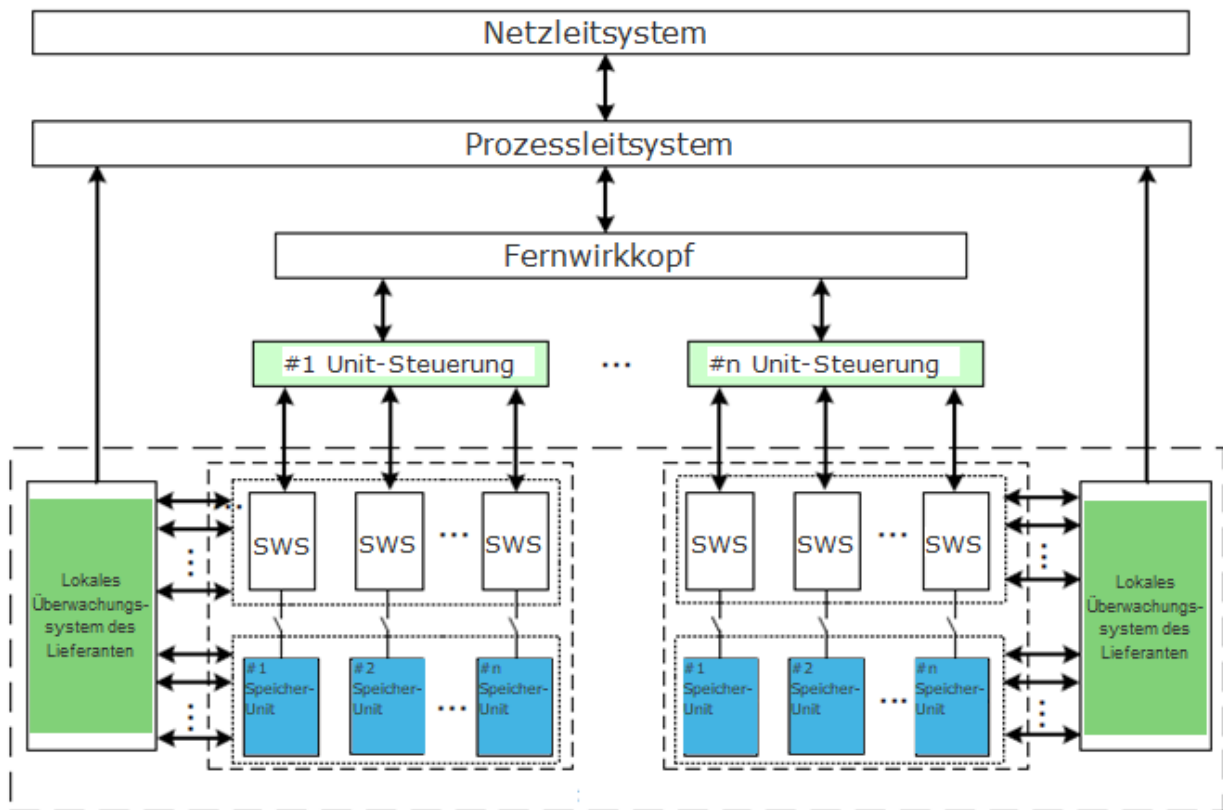 Netzleitsystem
Prozessleitsystem
Fernwirkkopf
#1 Unit-Steuerung
...
#n Unit-Steuerung
SWS
SWS
...
SWS
SWS
SWS
...
SWS
Lokales
Überwachungs-
system des
Lieferanten
Lokales
Überwachungs-
system des
Lieferanten
#1
Speicher-
Unit
#2
Speicher-
Unit
...
#n
Speicher-
Unit
#1
Speicher-
Unit
#2
Speicher-
Unit
...
#n
Speicher-
Unit